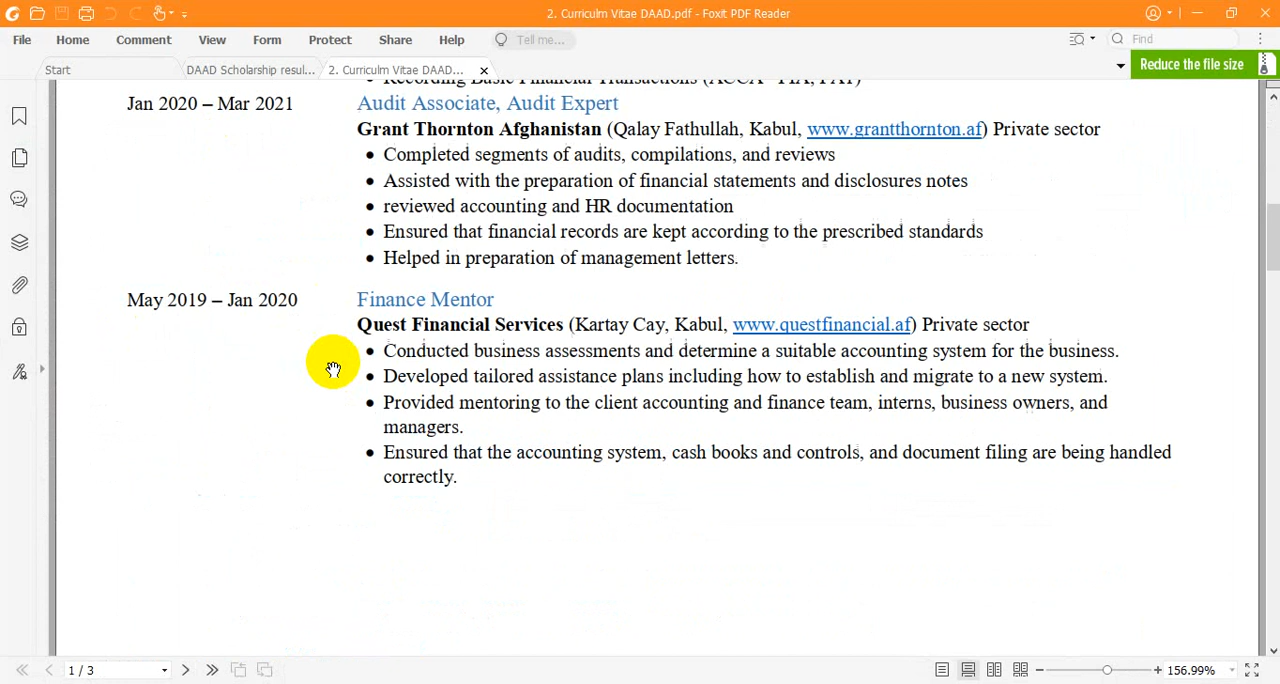 2. Curriculm Vitae DAAD.pdf - Foxit PDF Reader
File Home Comment View Form Protect Share Help Tell me... Find
Start DAAD Scholarship resul... 2. Curriculm Vitae DAAD... Reduce the file size
Recording Basic Financial Transactions (ACCA
Jan 2020 – Mar 2021 Audit Associate, Audit Expert
Grant Thornton Afghanistan (Qalay Fathullah, Kabul, www.grantthornton.af) Private sector
• Completed segments of audits, compilations, and reviews
• Assisted with the preparation of financial statements and disclosures notes
• reviewed accounting and HR documentation
• Ensured that financial records are kept according to the prescribed standards
• Helped in preparation of management letters.
May 2019 – Jan 2020 Finance Mentor
Quest Financial Services (Kartay Cay, Kabul, www.questfinancial.af) Private sector
• Conducted business assessments and determine a suitable accounting system for the business.
• Developed tailored assistance plans including how to establish and migrate to a new system.
• Provided mentoring to the client accounting and finance team, interns, business owners, and
managers.
• Ensured that the accounting system, cash books and controls, and document filing are being handled
correctly.
1 / 3 156.99%